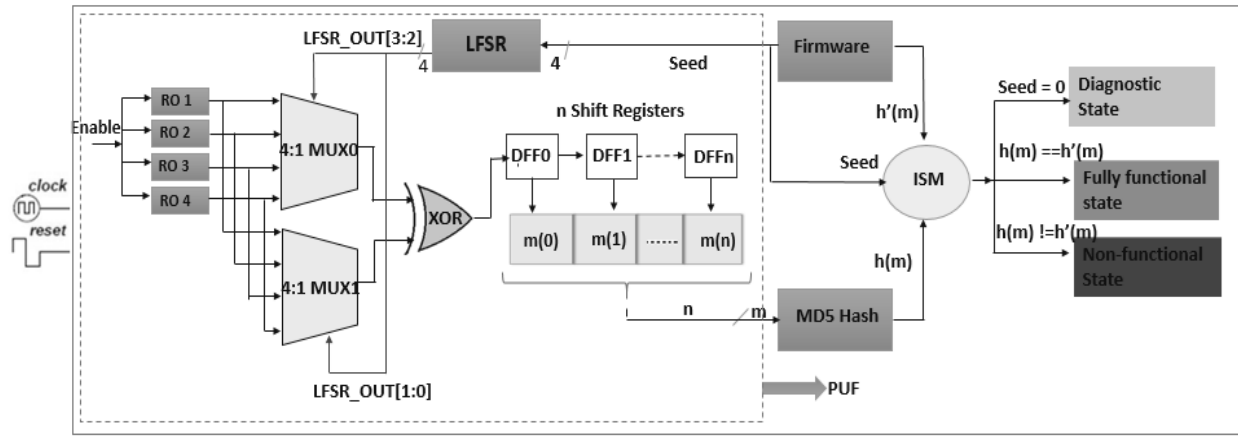 LFSR_OUT[3:2]
4
LFSR
4
Seed
Firmware
Enable
RO 1
RO 2
RO 3
RO 4
4:1 MUX0
4:1 MUX1
LFSR_OUT[1:0]
clock
reset
XOR
n Shift Registers
DFF0
DFF1
DFFn
m(0)
m(1)
......
m(n)
n
m
MD5 Hash
PUF
h'(m)
Seed
ISM
h(m)
Seed = 0
Diagnostic
State
h(m) ==h'(m)
Fully functional
state
h(m) !=h'(m)
Non-functional
State